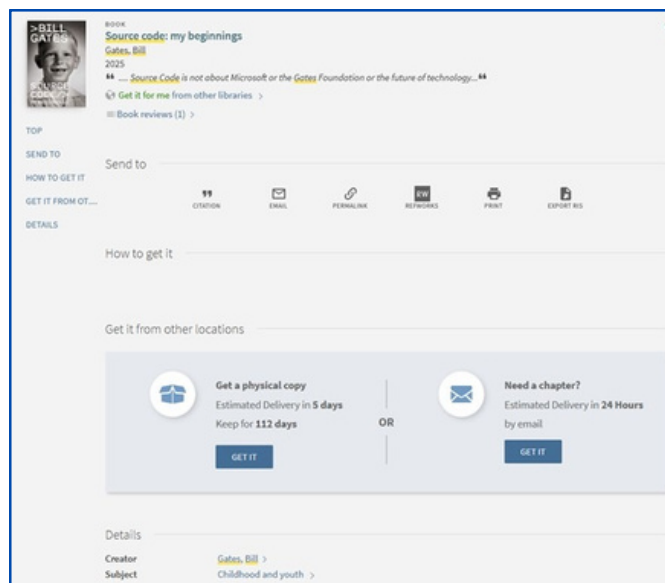 >BILL
GATES
SOURCE
BOOK
Source code: my beginnings
Gates, Bill
2025
❝ .... Source Code is not about Microsoft or the Gates Foundation or the future of technology...❝
Get it for me from other libraries >
Book reviews (1) >
TOP
SEND TO
HOW TO GET IT
GET IT FROM OT....
DETAILS
Send to
CITATION
EMAIL
PERMALINK
RW
REFWORKS
PRINT
EXPORT RIS
How to get it
Get it from other locations
Get a physical copy
Estimated Delivery in 5 days
Keep for 112 days
GET IT
OR
Need a chapter?
Estimated Delivery in 24 Hours
by email
GET IT
Details
Creator Gates, Bill >
Subject Childhood and youth >